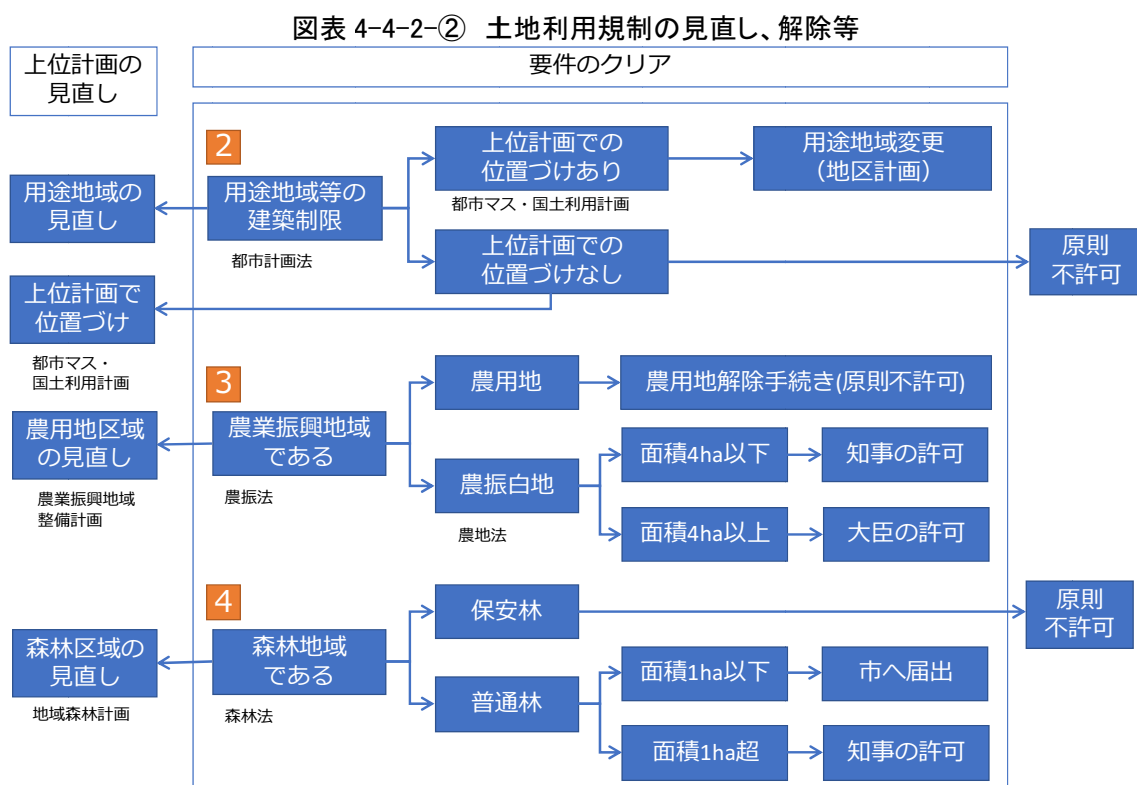 図表 4-4-2-② 土地利用規制の見直し、解除等
上位計画の
見直し
要件のクリア
2
用途地域の
見直し
用途地域等の
建築制限
都市計画法
上位計画での
位置づけあり
都市マス・国土利用計画
用途地域変更
（地区計画）
上位計画での
位置づけなし
原則
不許可
上位計画で
位置づけ
都市マス・
国土利用計画
3
農用地区域
の見直し
農業振興地域
整備計画
農業振興地域
である
農振法
農用地
農用地解除手続き(原則不許可)
農振白地
農地法
面積4ha以下
知事の許可
面積4ha以上
大臣の許可
4
森林区域の
見直し
地域森林計画
森林地域
である
森林法
保安林
原則
不許可
普通林
面積1ha以下
市へ届出
面積1ha超
知事の許可